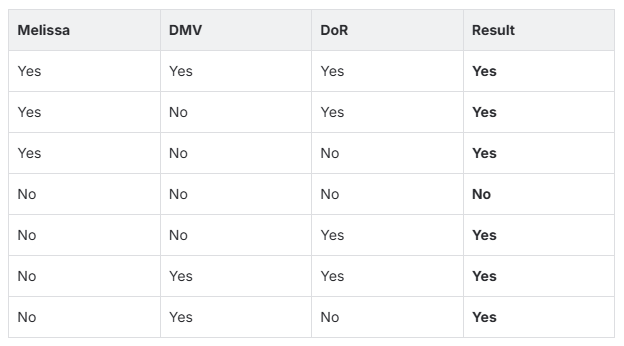 Melissa DMV DoR Result
Yes Yes Yes Yes
Yes No Yes Yes
Yes No No Yes
No No No No
No No Yes Yes
No Yes Yes Yes
No Yes No Yes